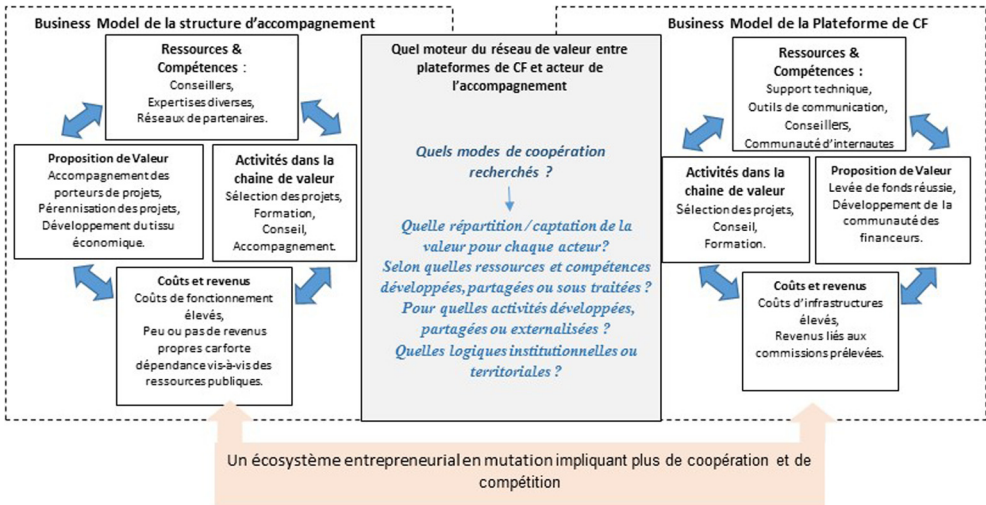 Business Model de la structure d'accompagnement
Ressources &
Compétences :
Conseillers,
Expertises diverses,
Réseaux de partenaires.
Proposition de Valeur
Accompagnement des
porteurs de projets,
Pérennisation des projets,
Développement du tissu
économique.
Activités dans la
chaine de valeur
Sélection des projets,
Formation,
Conseil,
Accompagnement.
Coûts et revenus
Coûts de fonctionnement
élevés,
Peu ou pas de revenus
propres car forte
dépendance vis-à-vis des
ressources publiques.
Quel moteur du réseau de valeur entre
plateformes de CF et acteur de
l'accompagnement
Quels modes de coopération
recherchés ?
Quelle répartition / captation de la
valeur pour chaque acteur?
Selon quelles ressources et compétences
développées, partagées ou sous traitées ?
Pour quelles activités développées,
partagées ou externalisées ?
Quelles logiques institutionnelles ou
territoriales ?
Business Model de la Plateforme de CF
Ressources &
Compétences :
Support technique,
Outils de communication,
Conseillers,
Communauté d'internautes
Activités dans la
chaine de valeur
Sélection des projets,
Conseil,
Formation.
Proposition de Valeur
Levée de fonds réussie,
Développement de la
communauté des
financeurs.
Coûts et revenus
Coûts d'infrastructures
élevés,
Revenus liés aux
commissions prélevées.
Un écosystème entrepreneurial en mutation impliquant plus de coopération et de
compétition